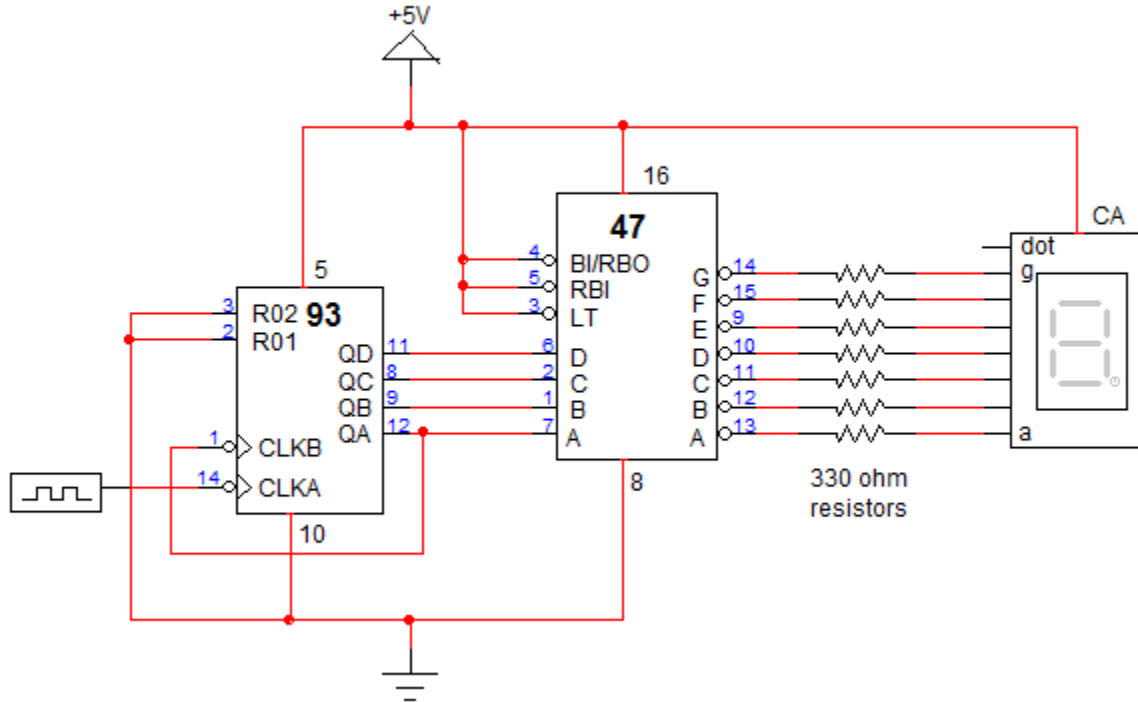 +5V
16
CA
47
dot
4 BI/RBO
G 14
g
5
5 RBI
F 15
3 R02 93
3 LT
E 9
2 R01
QD 11
6 D
D 10
QC 8
2 C
C 11
QB 9
1 B
B 12
QA 12
7 A
A 13
a
1 CLKB
14 CLKA
8
330 ohm
resistors
10